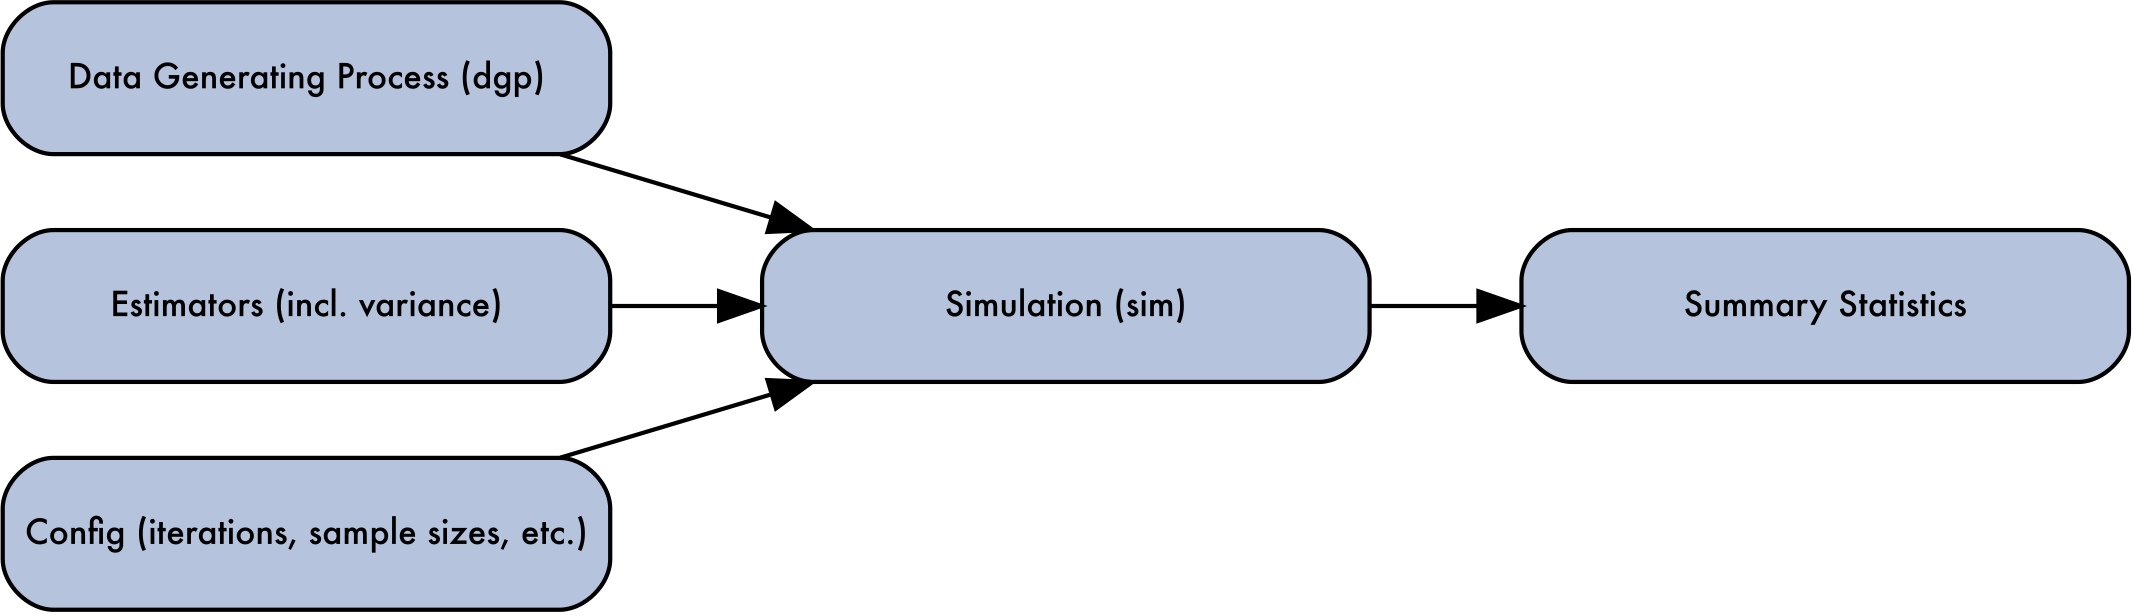 Data Generating Process (dgp)
Estimators (incl. variance)
Config (iterations, sample sizes, etc.)
Simulation (sim)
Summary Statistics